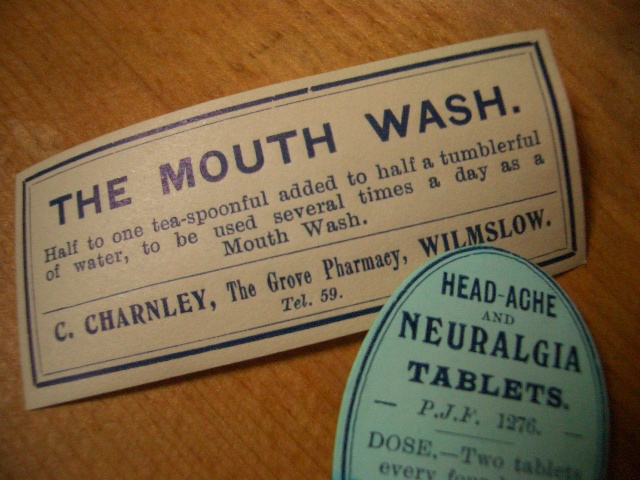 THE MOUTH WASH.
Half to one tea-spoonful added to half a tumblerful
of water, to be used several times a day as a
Mouth Wash.
C. CHARNLEY, The Grove Pharmacy, WILMSLOW.
Tel. 59.
HEAD-ACHE
AND
NEURALGIA
TABLETS.
— P.J.F. 1276. —
DOSE,—Two tablets
every